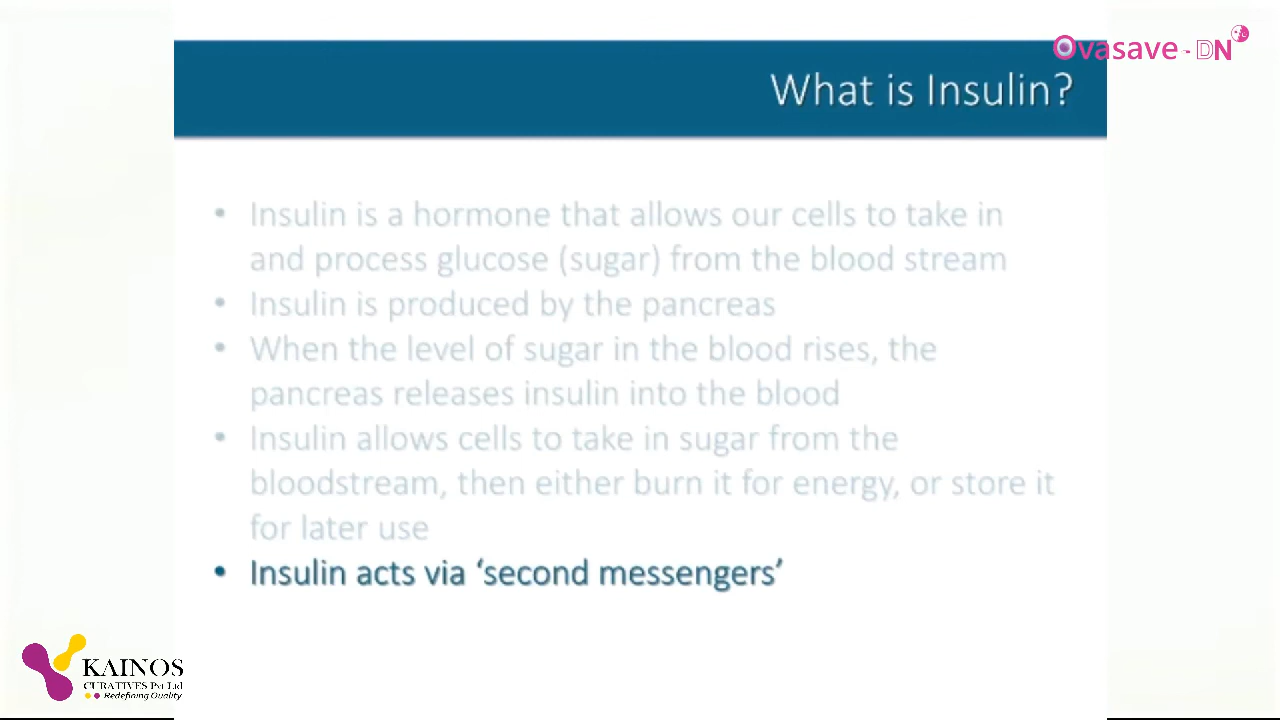 Ovasave - DN
What is Insulin?
• Insulin is a hormone that allows our cells to take in
and process glucose (sugar) from the blood stream
• Insulin is produced by the pancreas
• When the level of sugar in the blood rises, the
pancreas releases insulin into the blood
• Insulin allows cells to take in sugar from the
bloodstream, then either burn it for energy, or store it
for later use
• Insulin acts via ‘second messengers’
KAINOS
CURATIVES Pvt Ltd
Redefining Quality